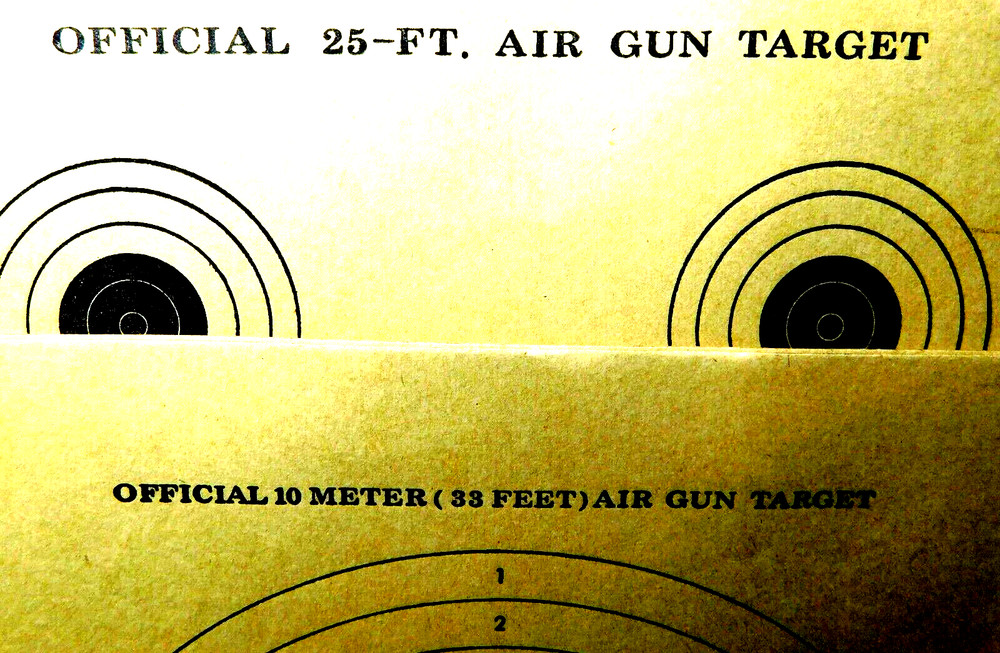 OFFICIAL 25-FT. AIR GUN TARGET
OFFICIAL 10 METER ( 33 FEET) AIR GUN TARGET
1
2